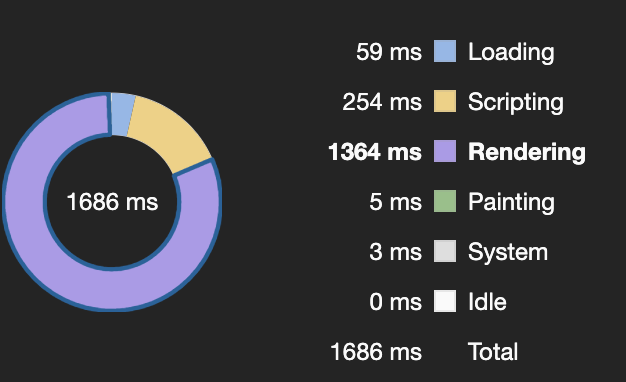 59 ms Loading
254 ms Scripting
1364 ms Rendering
1686 ms
5 ms Painting
3 ms System
0 ms Idle
1686 ms Total